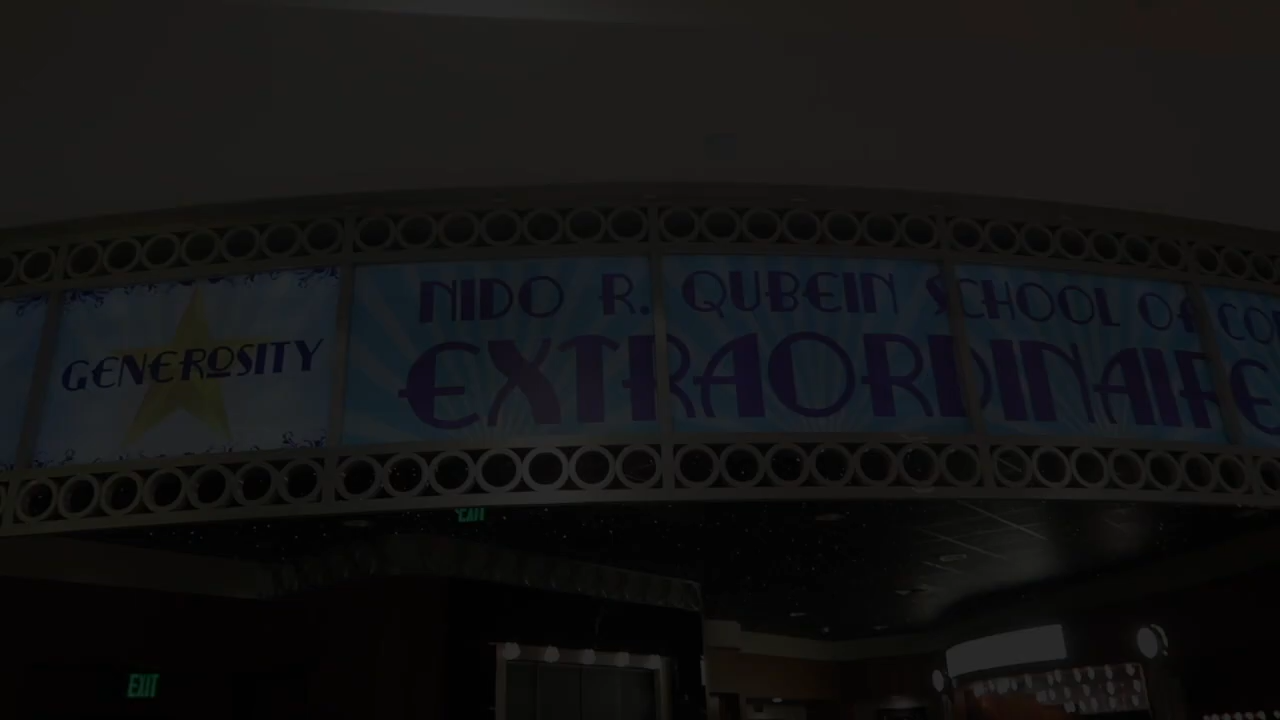 GENEROSITY
NIDO R. QUBEIN SCHOOL OF
EXTRAORDINAIRE
EXIT
EXIT